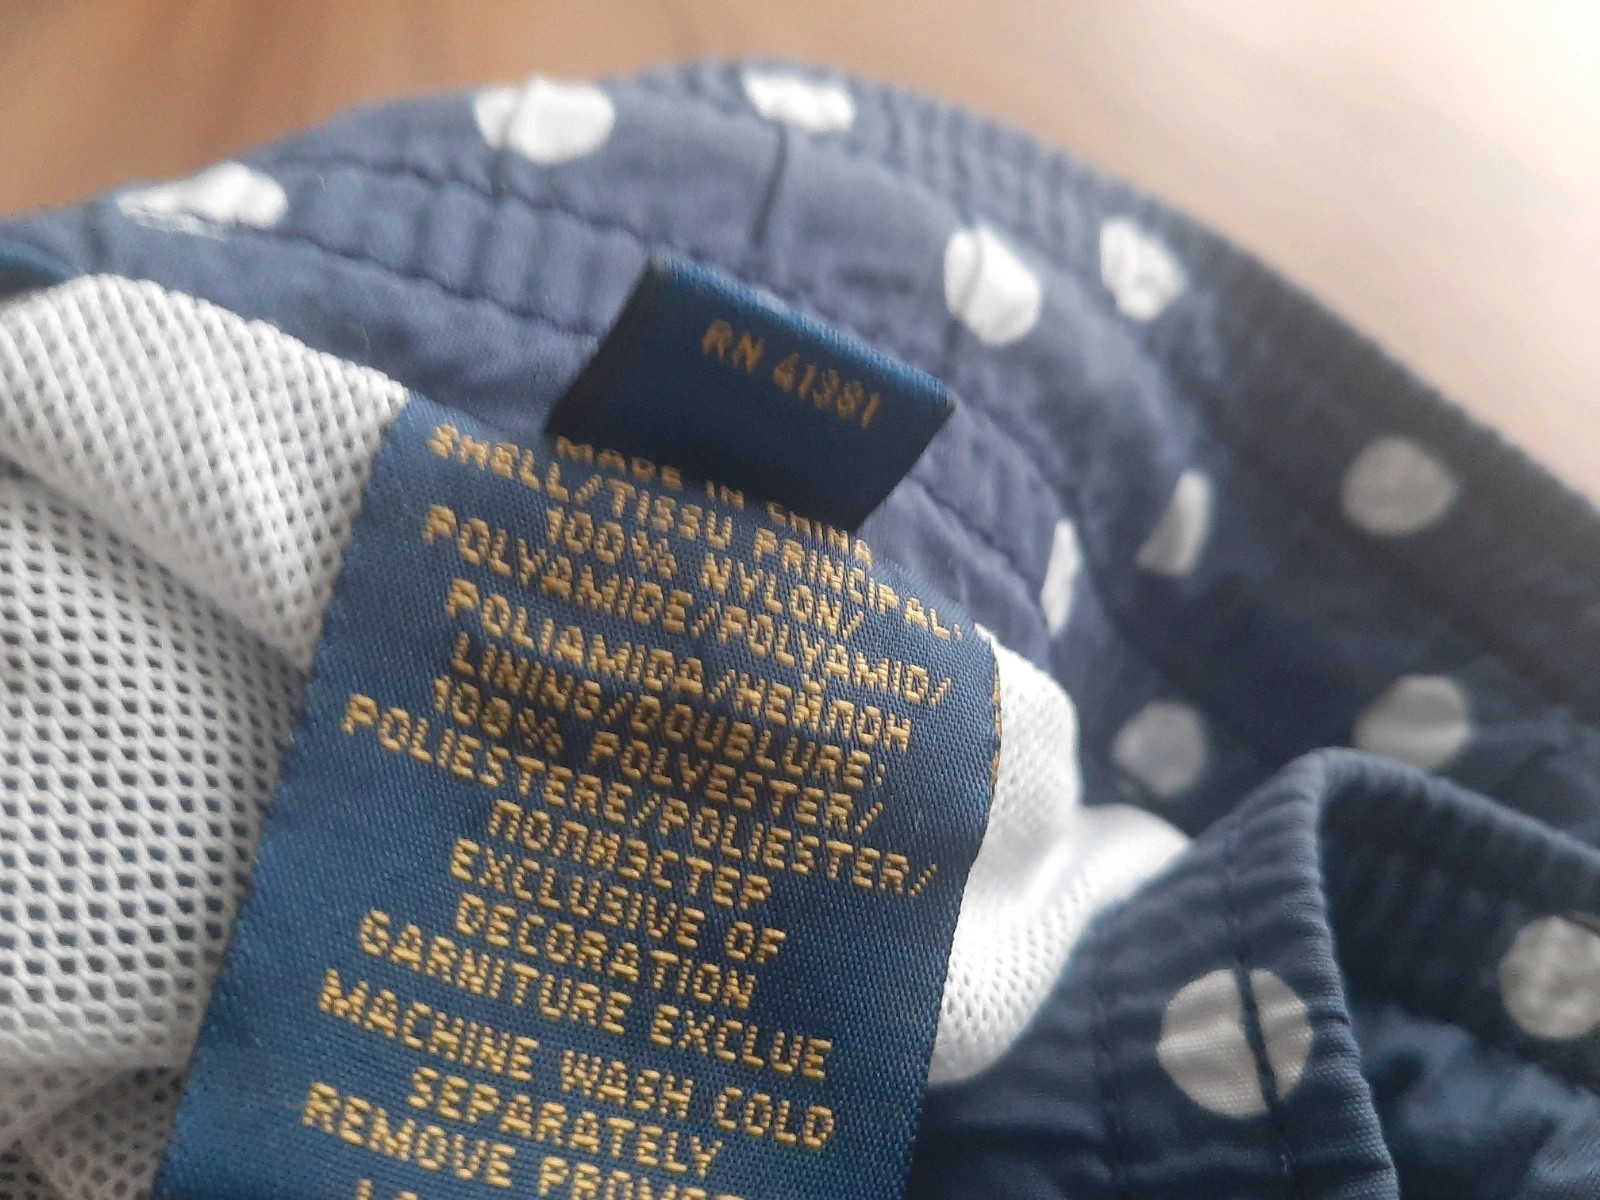 RN 41381
MADE IN CHINA
SHELL/TISSU PRINCIPAL:
100% NYLON/
POLYAMIDE/POLYAMID/
POLIAMIDA/НЕЙЛОН
LINING/DOUBLURE:
100% POLYESTER/
POLIESTERE/POLIESTER/
ПОЛИЭСТЕР
EXCLUSIVE OF
DECORATION
GARNITURE EXCLUE
MACHINE WASH COLD
SEPARATELY
REMOVE